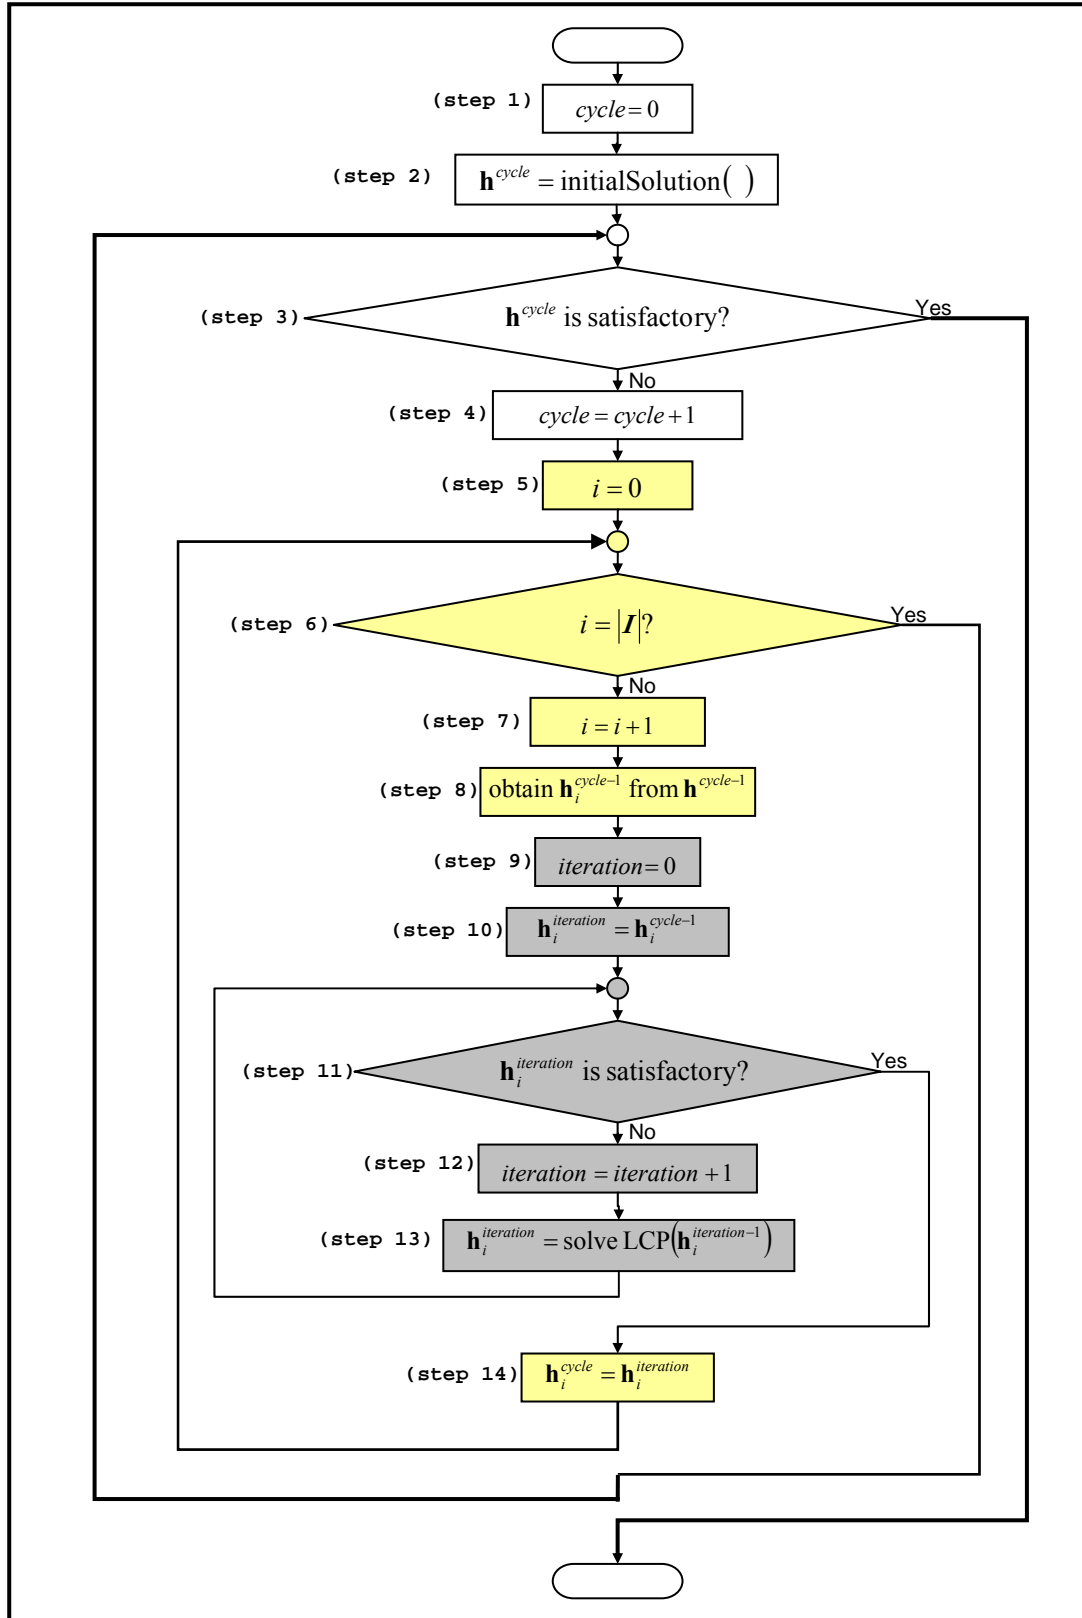 (step 1)
cycle = 0
(step 2)
h^cycle = initialSolution( )
(step 3)
h^cycle is satisfactory?
Yes
No
(step 4)
cycle = cycle + 1
(step 5)
i = 0
(step 6)
i = |I|?
Yes
No
(step 7)
i = i + 1
(step 8)
obtain h_i^{cycle−1} from h^{cycle−1}
(step 9)
iteration = 0
(step 10)
h_i^{iteration} = h_i^{cycle−1}
(step 11)
h_i^{iteration} is satisfactory?
Yes
No
(step 12)
iteration = iteration + 1
(step 13)
h_i^{iteration} = solve LCP(h_i^{iteration−1})
(step 14)
h_i^{cycle} = h_i^{iteration}